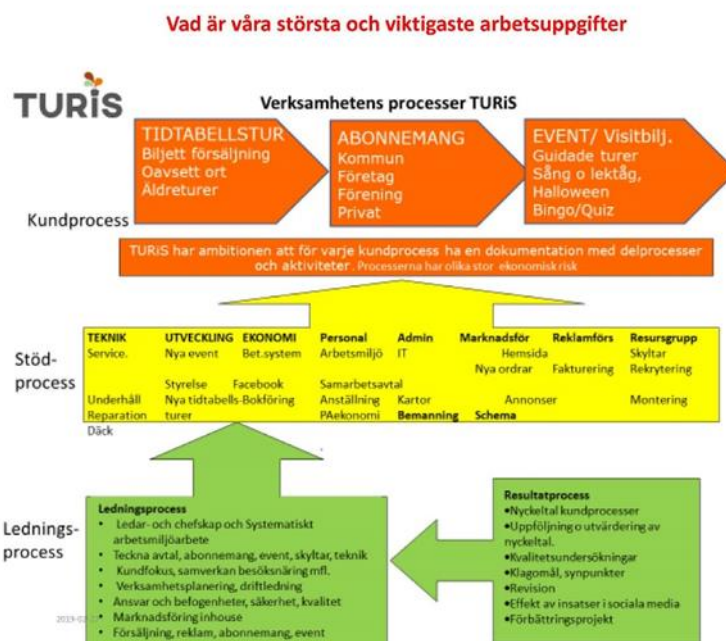 Vad är våra största och viktigaste arbetsuppgifter
TURiS
Verksamhetens processer TURiS
Kundprocess
TIDTABELLSTUR
Biljett försäljning
Oavsett ort
Äldreturer
ABONNEMANG
Kommun
Företag
Förening
Privat
EVENT/ Visitbilj.
Guidade turer
Sång o lektåg,
Halloween
Bingo/Quiz
TURiS har ambitionen att för varje kundprocess ha en dokumentation med delprocesser
och aktiviteter. Processerna har olika stor ekonomisk risk
Stöd-
process
TEKNIK UTVECKLING EKONOMI Personal Admin Marknadsför Reklamförs Resursgrupp
Service. Nya event Bet.system Arbetsmiljö IT Hemsida Skyltar
Nya ordrar Fakturering Rekrytering
Styrelse Facebook Samarbetsavtal
Underhåll Nya tidtabells-Bokföring Anställning Kartor Annonser Montering
Reparation turer PAekonomi Bemanning Schema
Däck
Lednings-
process
Ledningsprocess
• Ledar- och chefskap och Systematiskt
arbetsmiljöarbete
• Teckna avtal, abonnemang, event, skyltar, teknik
• Kundfokus, samverkan besöksnäring mfl.
• Verksamhetsplanering, driftledning
• Ansvar och befogenheter, säkerhet, kvalitet
• Marknadsföring inhouse
• Försäljning, reklam, abonnemang, event
Resultatprocess
•Nyckeltal kundprocesser
•Uppföljning o utvärdering av
nyckeltal.
•Kvalitetsundersökningar
•Klagomål, synpunkter
•Revision
•Effekt av insatser i sociala media
•Förbättringsprojekt